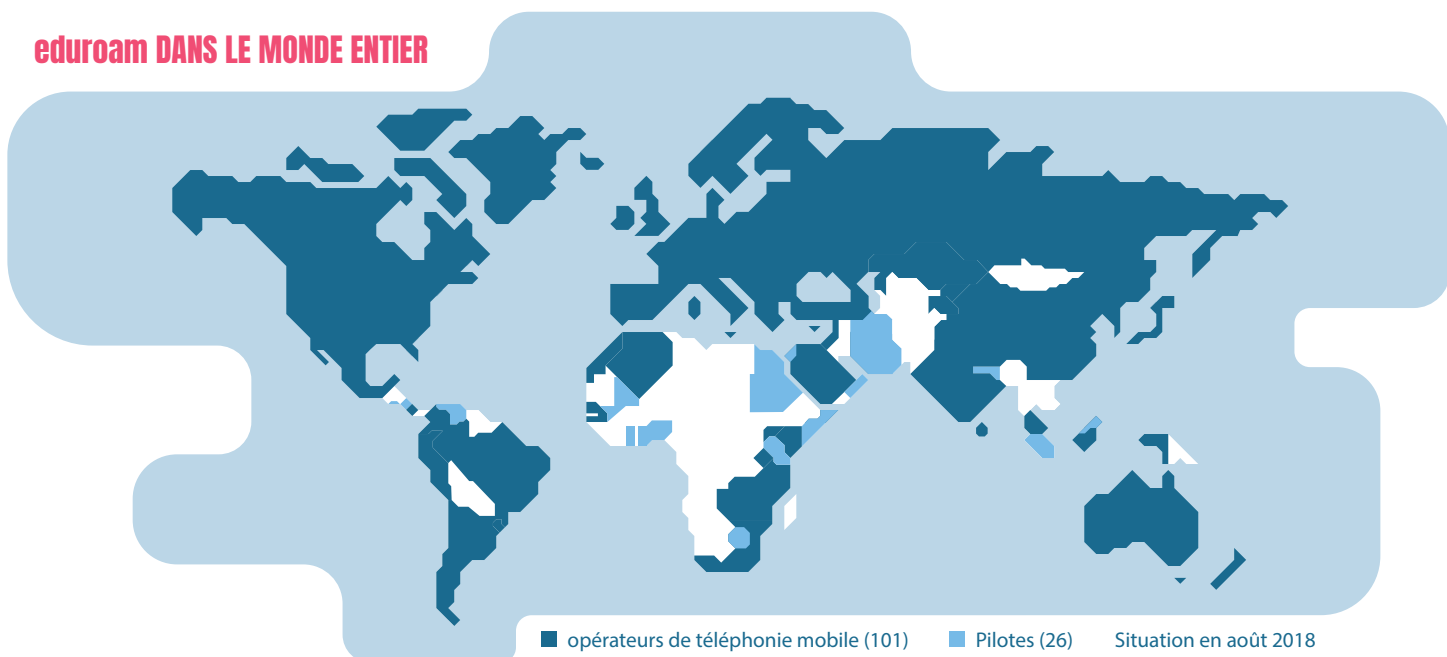 eduroam DANS LE MONDE ENTIER
opérateurs de téléphonie mobile (101) Pilotes (26) Situation en août 2018